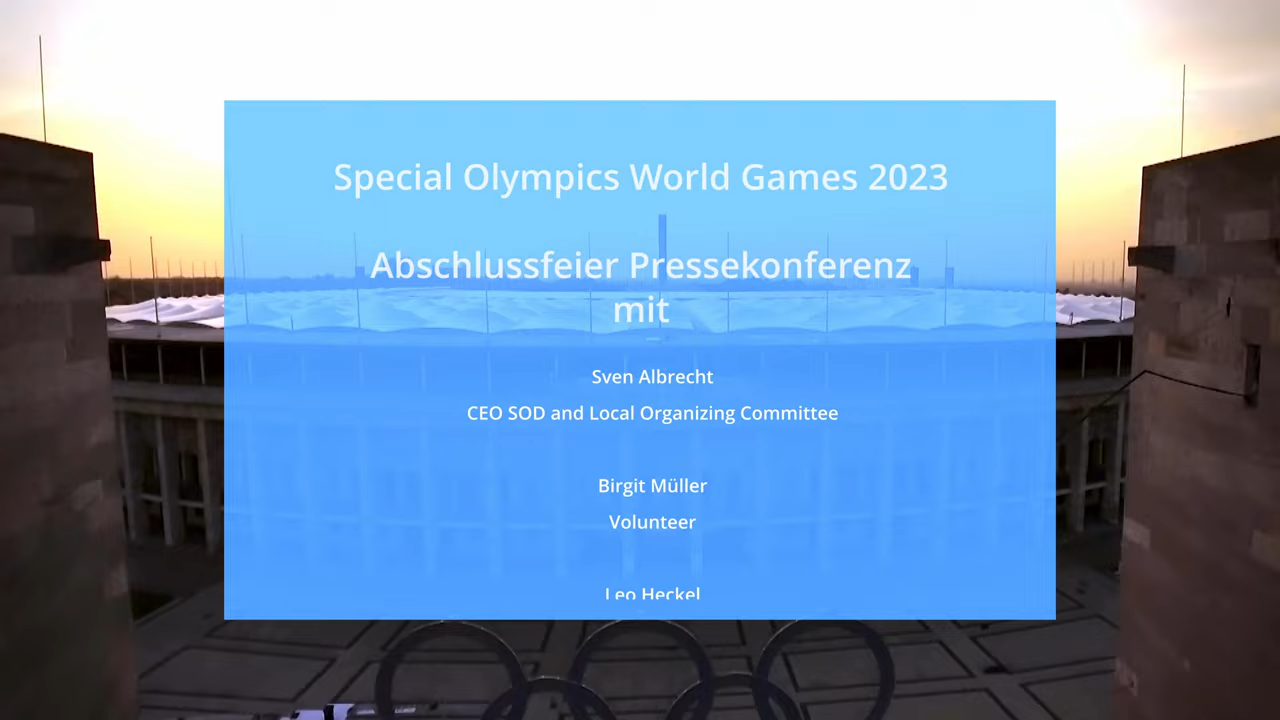 Special Olympics World Games 2023
Abschlussfeier Pressekonferenz
mit
Sven Albrecht
CEO SOD and Local Organizing Committee
Birgit Müller
Volunteer
Leo Heckel